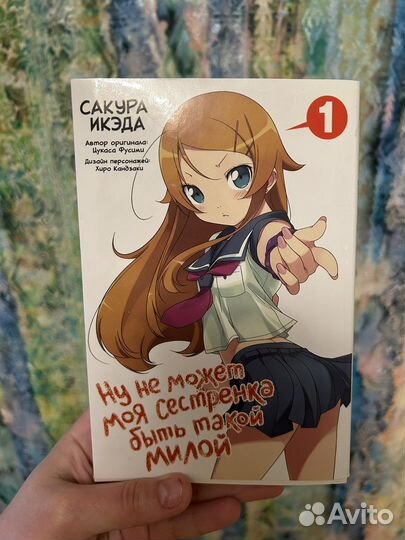 САКУРА
ИКЭДА
Автор оригинала:
Цукаса Фусими
Дизайн персонажей:
Хиро Кандзаки
1
Ну не может
моя сестренка
быть такой
милой
Avito